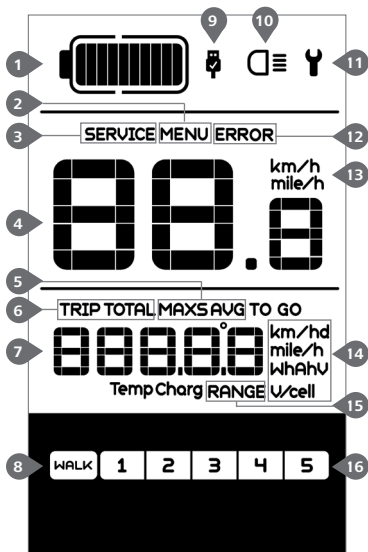 9 10
1 11
2
3 SERVICE MENU ERROR 12
km/h 13
mile/h
4 88.8
5
6 TRIP TOTAL MAXS AVG TO GO
7 888.8.8° km/hd
mile/h 14
WhAhV
Temp Charg RANGE V/cell
15
8 WALK 1 2 3 4 5 16